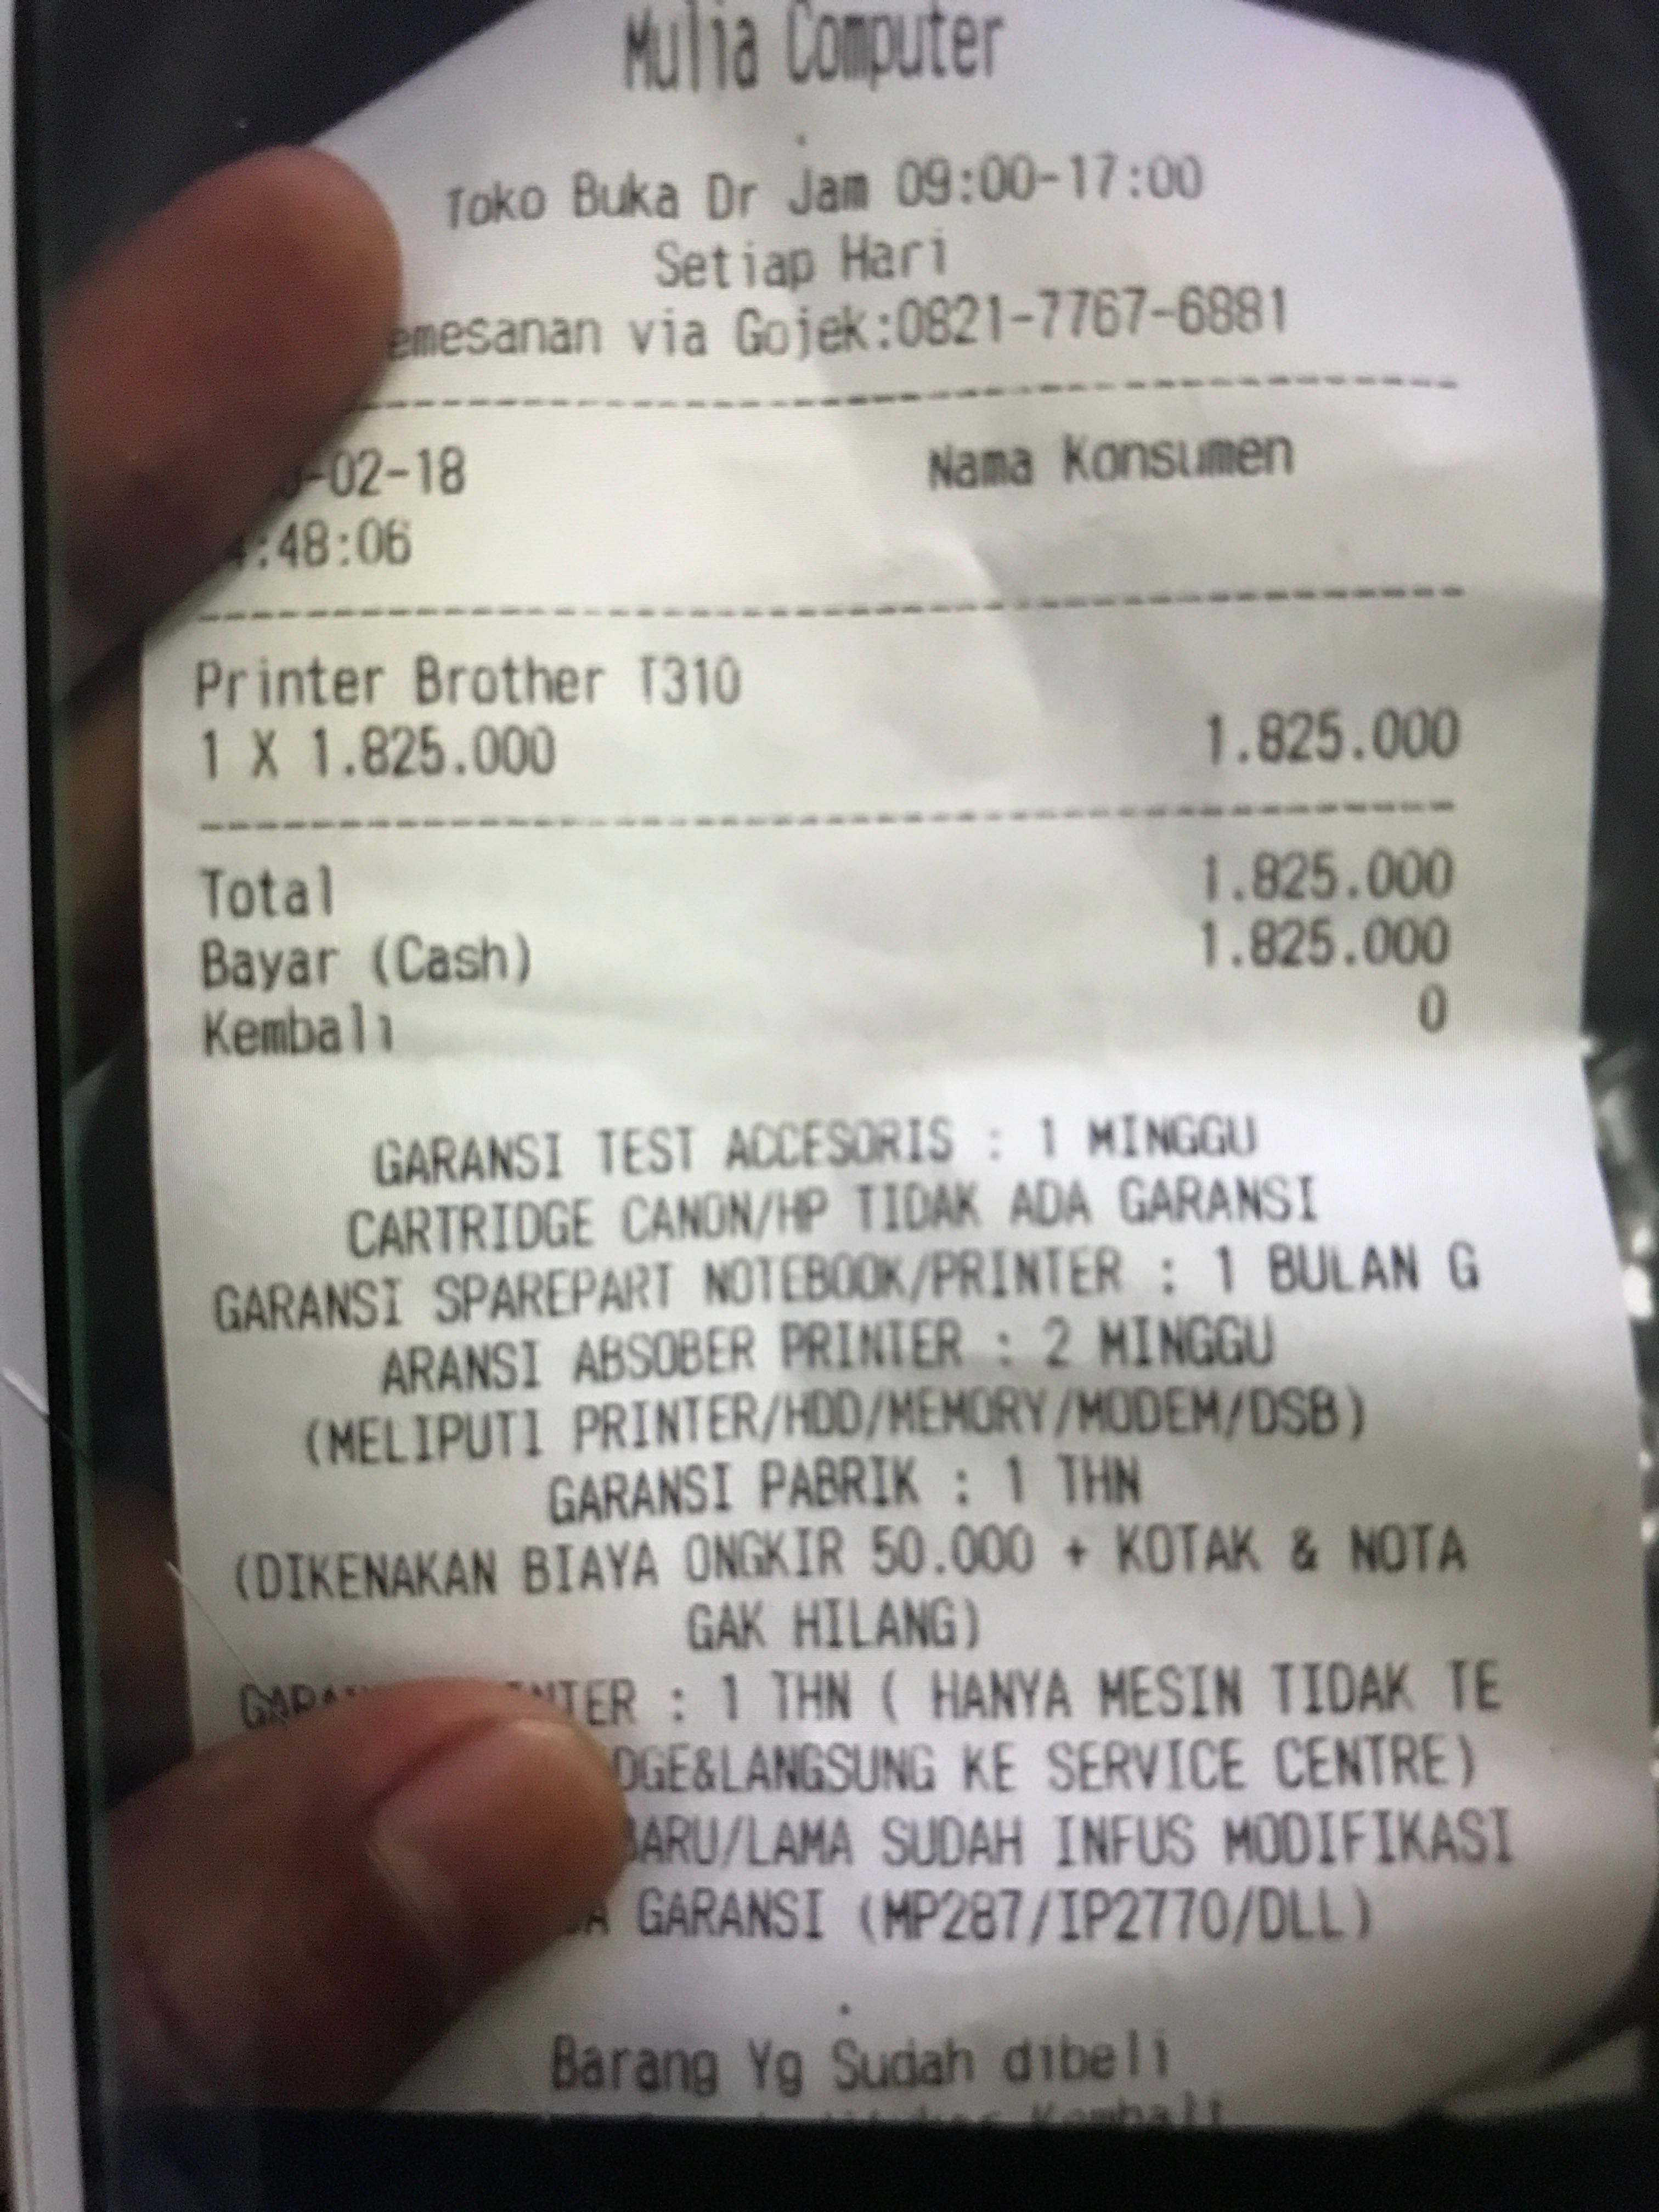 Mulia Computer
.
Toko Buka Dr Jam 09:00-17:00
Setiap Hari
emesanan via Gojek:0821-7767-6881
-02-18 Nama Konsumen
:48:06
Printer Brother T310
1 X 1.825.000 1.825.000
Total 1.825.000
Bayar (Cash) 1.825.000
Kembali 0
GARANSI TEST ACCESORIS : 1 MINGGU
CARTRIDGE CANON/HP TIDAK ADA GARANSI
GARANSI SPAREPART NOTEBOOK/PRINTER : 1 BULAN G
ARANSI ABSOBER PRINTER : 2 MINGGU
(MELIPUTI PRINTER/HDD/MEMORY/MODEM/DSB)
GARANSI PABRIK : 1 THN
(DIKENAKAN BIAYA ONGKIR 50.000 + KOTAK & NOTA
GAK HILANG)
: 1 THN ( HANYA MESIN TIDAK TE
DGE&LANGSUNG KE SERVICE CENTRE)
BARU/LAMA SUDAH INFUS MODIFIKASI
GARANSI (MP287/IP2770/DLL)
.
Barang Yg Sudah dibeli
Kembali